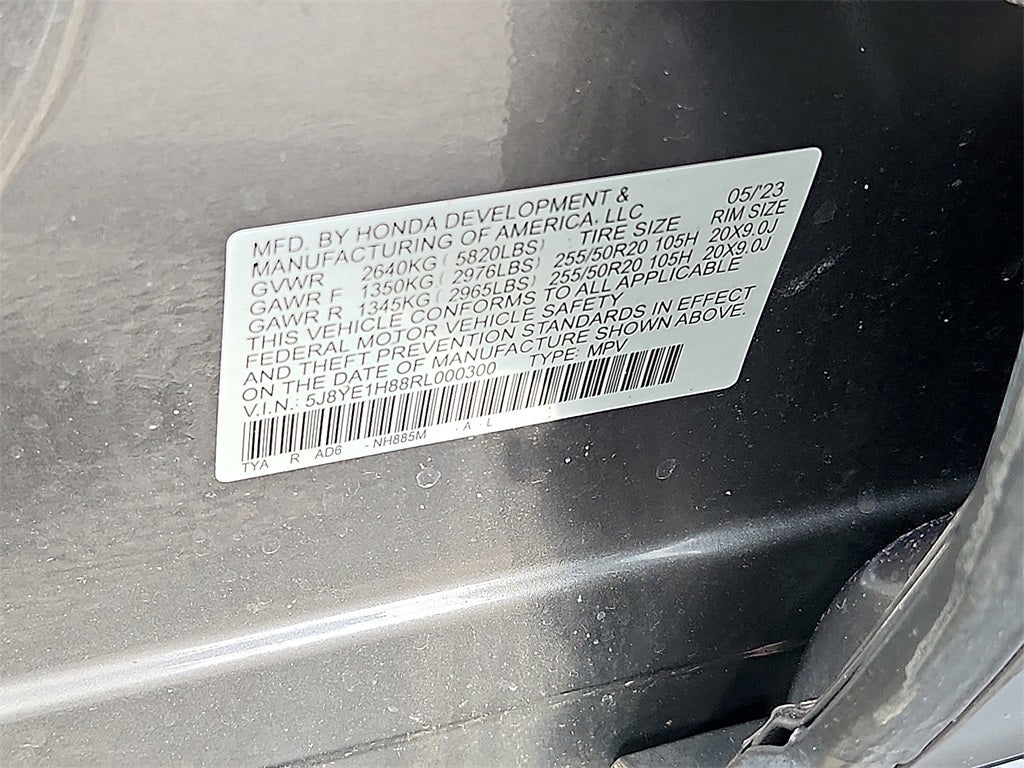 MFD. BY HONDA DEVELOPMENT &
MANUFACTURING OF AMERICA, LLC 05/'23
GVWR 2640KG ( 5820LBS) TIRE SIZE RIM SIZE
GAWR F 1350KG ( 2976LBS) 255/50R20 105H 20X9.0J
GAWR R 1345KG ( 2965LBS) 255/50R20 105H 20X9.0J
THIS VEHICLE CONFORMS TO ALL APPLICABLE
FEDERAL MOTOR VEHICLE SAFETY
AND THEFT PREVENTION STANDARDS IN EFFECT
ON THE DATE OF MANUFACTURE SHOWN ABOVE.
V.I.N.: 5J8YE1H88RL000300 TYPE: MPV
TYA R AD6 -NH885M -A -L